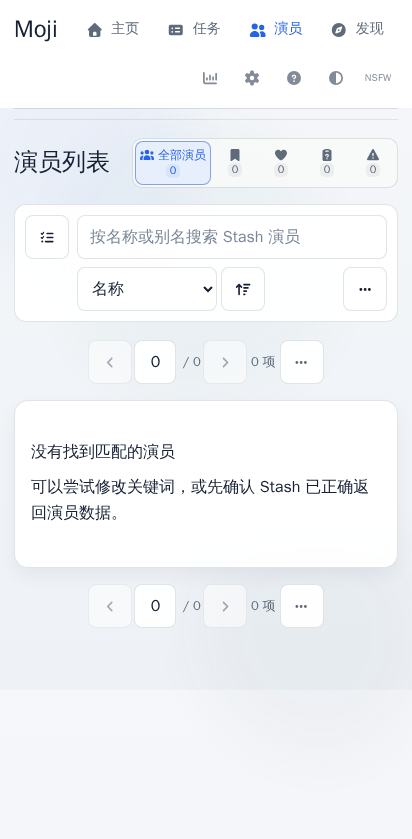 Moji 主页 任务 演员 发现
NSFW
演员列表
全部演员
0 0 0 0 0
按名称或别名搜索 Stash 演员
名称
0 / 0 0 项
没有找到匹配的演员
可以尝试修改关键词，或先确认 Stash 已正确返
回演员数据。
0 / 0 0 项